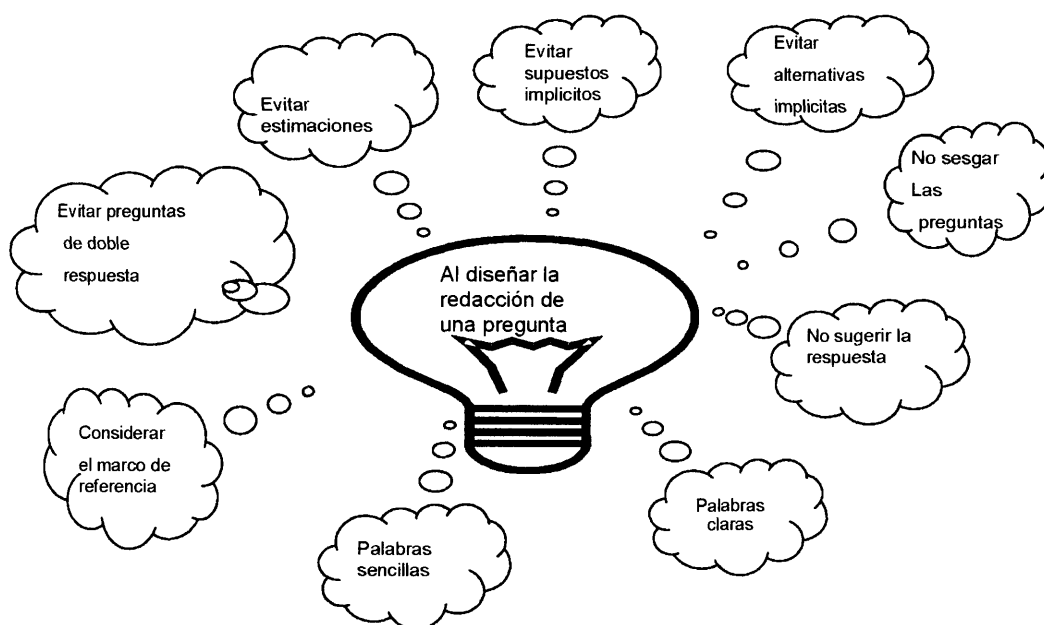 Evitar
estimaciones
Evitar
supuestos
implicitos
Evitar
alternativas
implicitas
No sesgar
Las
preguntas
Evitar preguntas
de doble
respuesta
Al diseñar la
redacción de
una pregunta
No sugerir la
respuesta
Considerar
el marco de
referencia
Palabras
sencillas
Palabras
claras